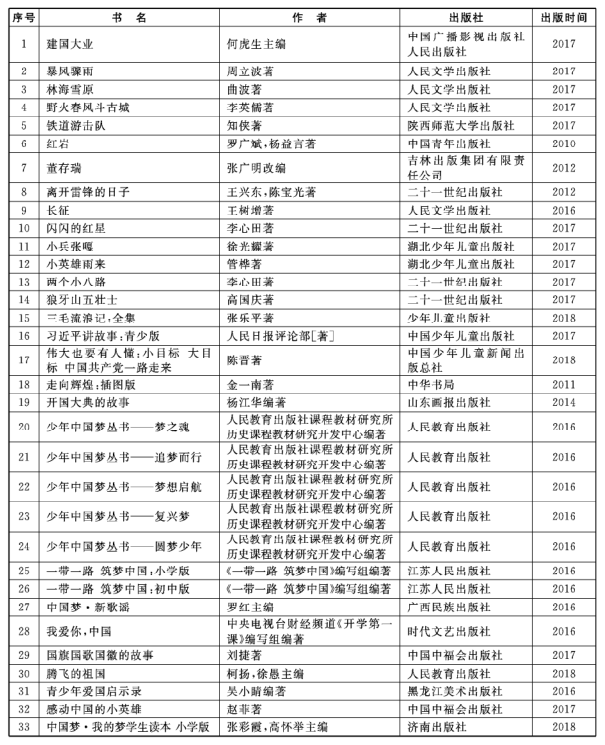 序号 书 名 作 者 出版社 出版时间
1 建国大业 何虎生主编 中国广播影视出版社 人民出版社 2017
2 暴风骤雨 周立波著 人民文学出版社 2017
3 林海雪原 曲波著 人民文学出版社 2017
4 野火春风斗古城 李英儒著 人民文学出版社 2017
5 铁道游击队 知侠著 陕西师范大学出版社 2017
6 红岩 罗广斌,杨益言著 中国青年出版社 2010
7 董存瑞 张广明改编 吉林出版集团有限责任公司 2012
8 离开雷锋的日子 王兴东,陈宝光著 二十一世纪出版社 2012
9 长征 王树增著 人民文学出版社 2016
10 闪闪的红星 李心田著 二十一世纪出版社 2017
11 小兵张嘎 徐光耀著 湖北少年儿童出版社 2017
12 小英雄雨来 管桦著 湖北少年儿童出版社 2017
13 两个小八路 李心田著 二十一世纪出版社 2017
14 狼牙山五壮士 高国庆著 二十一世纪出版社 2017
15 三毛流浪记:全集 张乐平著 少年儿童出版社 2018
16 习近平讲故事:青少版 人民日报评论部[著] 中国少年儿童出版社 2017
17 伟大也要有人懂:小目标 大目标 中国共产党一路走来 陈晋著 中国少年儿童新闻出版总社 2018
18 走向辉煌:插图版 金一南著 中华书局 2011
19 开国大典的故事 杨江华编著 山东画报出版社 2014
20 少年中国梦丛书——梦之魂 人民教育出版社课程教材研究所历史课程教材研究开发中心编著 人民教育出版社 2016
21 少年中国梦丛书——追梦而行 人民教育出版社课程教材研究所历史课程教材研究开发中心编著 人民教育出版社 2016
22 少年中国梦丛书——梦想启航 人民教育出版社课程教材研究所历史课程教材研究开发中心编著 人民教育出版社 2016
23 少年中国梦丛书——复兴梦 人民教育出版社课程教材研究所历史课程教材研究开发中心编著 人民教育出版社 2016
24 少年中国梦丛书——圆梦少年 人民教育出版社课程教材研究所历史课程教材研究开发中心编著 人民教育出版社 2016
25 一带一路 筑梦中国:小学版 《一带一路 筑梦中国》编写组编著 江苏人民出版社 2016
26 一带一路 筑梦中国:初中版 《一带一路 筑梦中国》编写组编著 江苏人民出版社 2016
27 中国梦·新歌谣 罗红主编 广西民族出版社 2016
28 我爱你,中国 中央电视台财经频道《开学第一课》编写组编著 时代文艺出版社 2016
29 国旗国歌国徽的故事 刘捷著 中国中福会出版社 2017
30 腾飞的祖国 柯扬,徐愚主编 人民教育出版社 2018
31 青少年爱国启示录 吴小晴编著 黑龙江美术出版社 2016
32 感动中国的小英雄 赵菲著 中国中福会出版社 2017
33 中国梦·我的梦学生读本 小学版 张彩霞,高怀举主编 济南出版社 2018